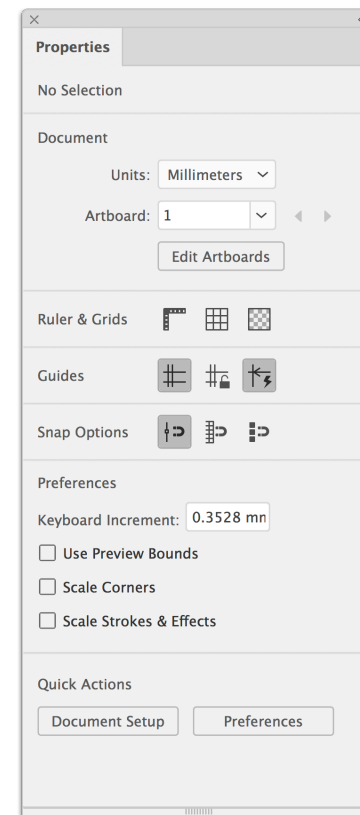 Properties
No Selection
Document
Units: Millimeters
Artboard: 1
Edit Artboards
Ruler & Grids
Guides
Snap Options
Preferences
Keyboard Increment: 0.3528 mm
Use Preview Bounds
Scale Corners
Scale Strokes & Effects
Quick Actions
Document Setup Preferences